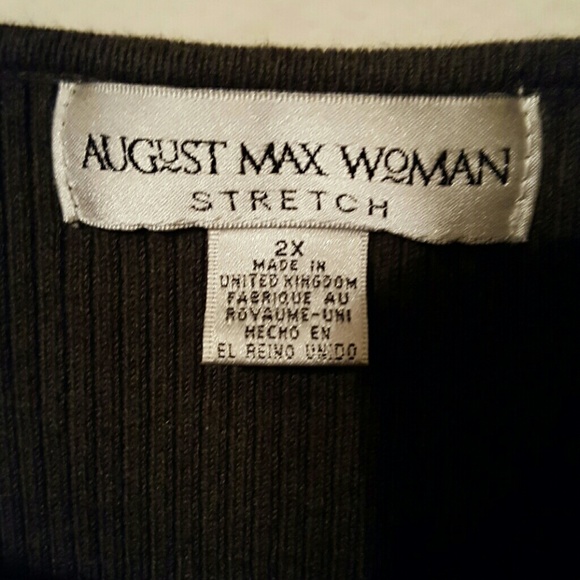 AUGUST MAX WOMAN
STRETCH
2X
MADE IN
UNITED KINGDOM
FABRIQUE AU
ROYAUME-UNI
HECHO EN
EL REINO UNIDO